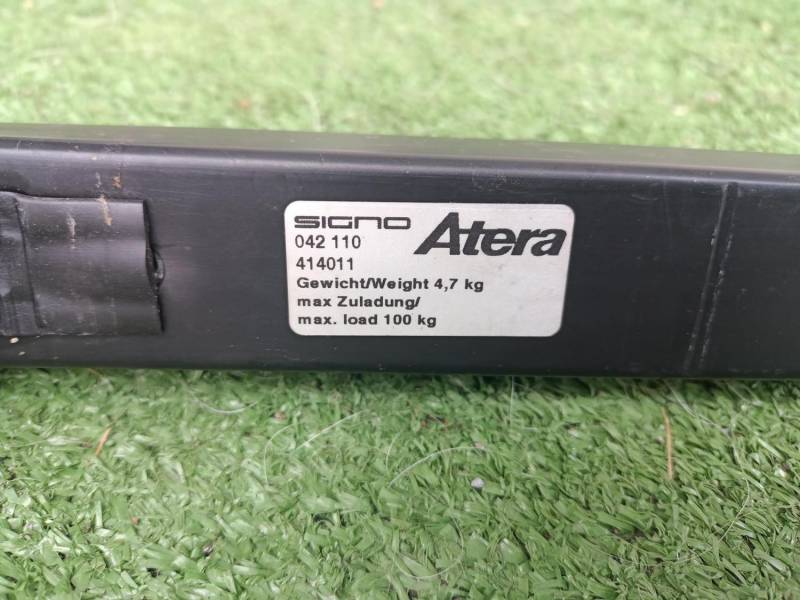 SIGNO Atera
042 110
414011
Gewicht/Weight 4,7 kg
max Zuladung/
max. load 100 kg